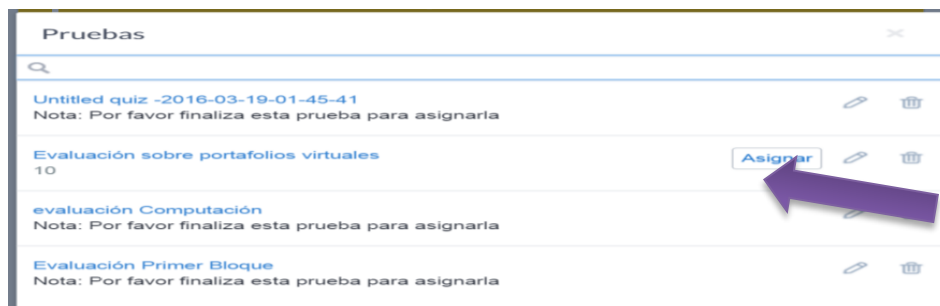 Pruebas
Untitled quiz -2016-03-19-01-45-41
Nota: Por favor finaliza esta prueba para asignarla
Evaluación sobre portafolios virtuales
Asignar
10
evaluación Computación
Nota: Por favor finaliza esta prueba para asignarla
Evaluación Primer Bloque
Nota: Por favor finaliza esta prueba para asignarla